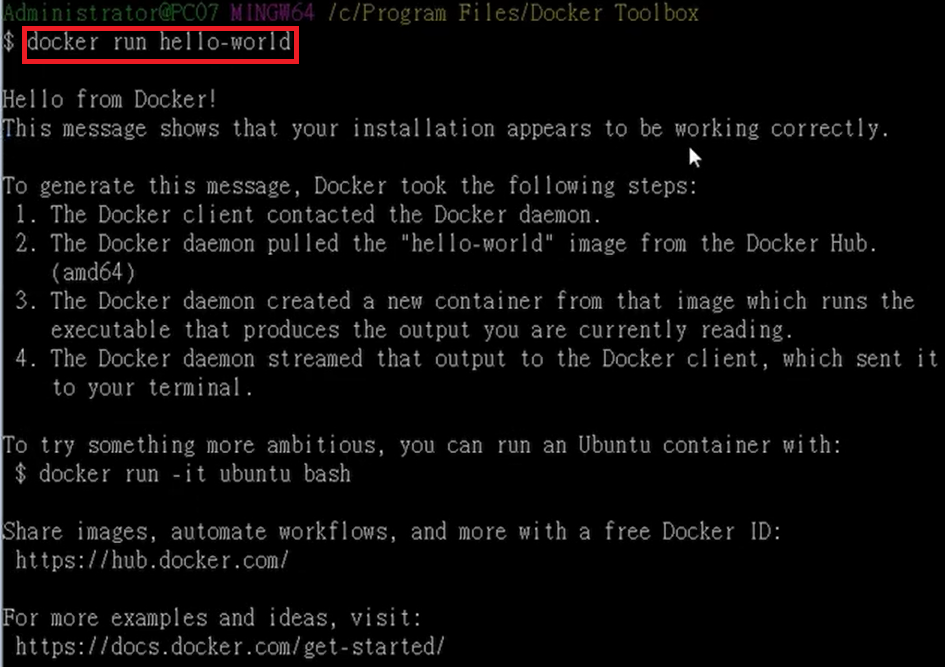 Administrator@PC07 MINGW64 /c/Program Files/Docker Toolbox
$ docker run hello-world
Hello from Docker!
This message shows that your installation appears to be working correctly.
To generate this message, Docker took the following steps:
1. The Docker client contacted the Docker daemon.
2. The Docker daemon pulled the "hello-world" image from the Docker Hub.
(amd64)
3. The Docker daemon created a new container from that image which runs the
executable that produces the output you are currently reading.
4. The Docker daemon streamed that output to the Docker client, which sent it
to your terminal.
To try something more ambitious, you can run an Ubuntu container with:
$ docker run -it ubuntu bash
Share images, automate workflows, and more with a free Docker ID:
https://hub.docker.com/
For more examples and ideas, visit:
https://docs.docker.com/get-started/